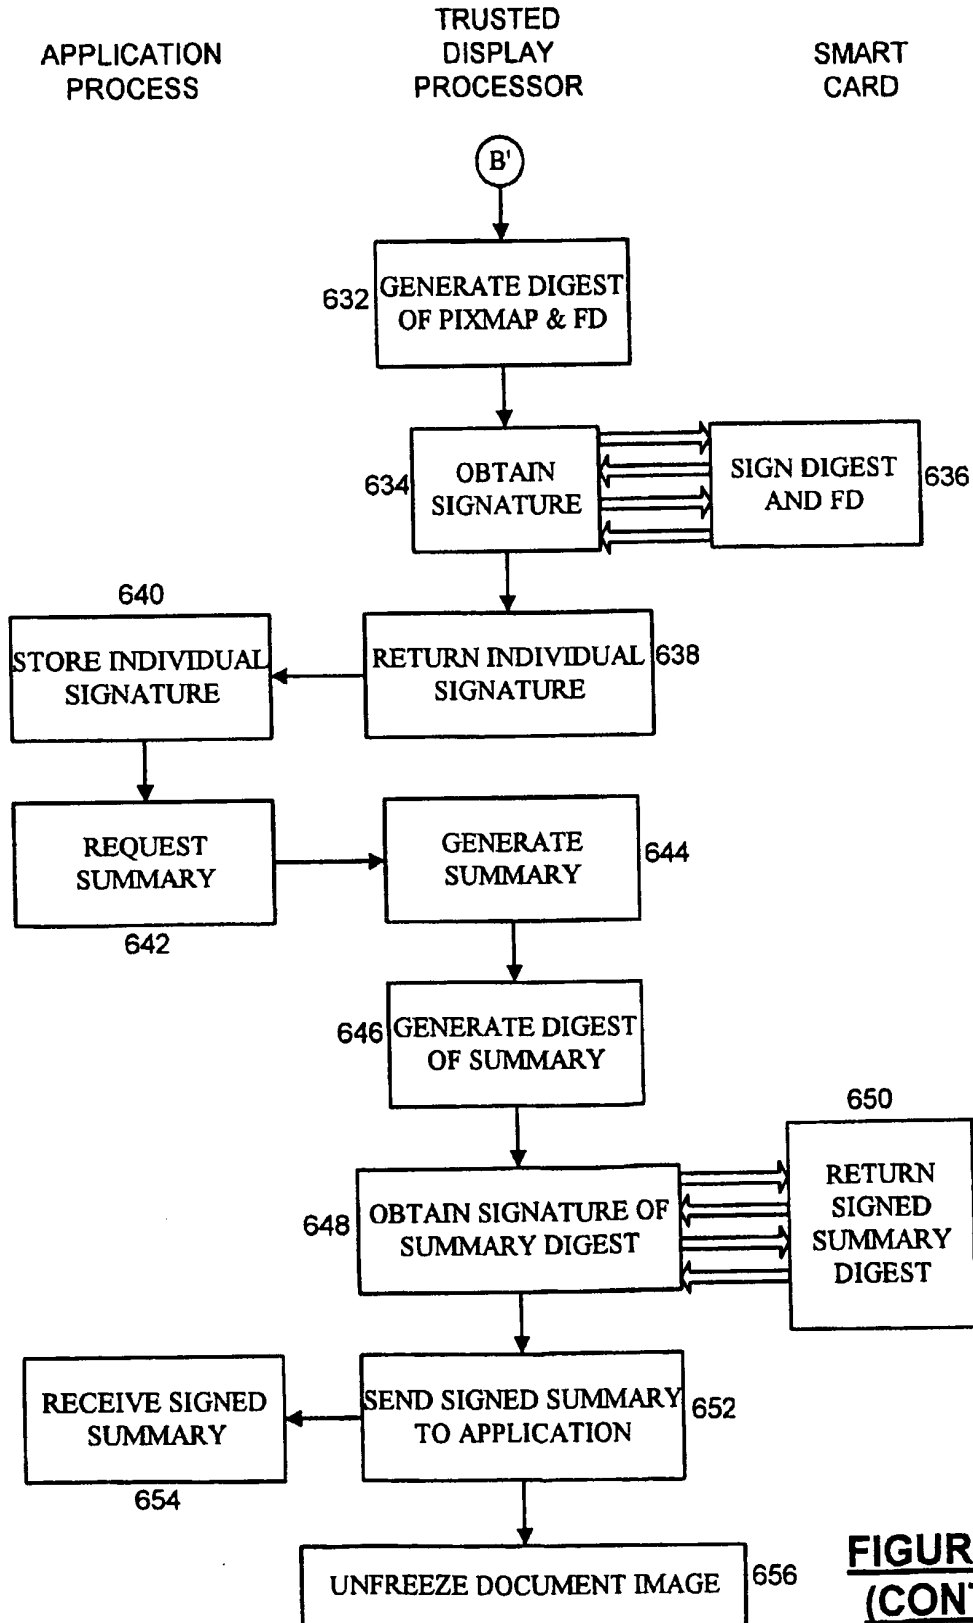 APPLICATION
PROCESS
TRUSTED
DISPLAY
PROCESSOR
SMART
CARD
B'
632
GENERATE DIGEST
OF PIXMAP & FD
634
OBTAIN
SIGNATURE
SIGN DIGEST
AND FD
636
640
STORE INDIVIDUAL
SIGNATURE
RETURN INDIVIDUAL
SIGNATURE
638
REQUEST
SUMMARY
642
GENERATE
SUMMARY
644
646
GENERATE DIGEST
OF SUMMARY
648
OBTAIN SIGNATURE OF
SUMMARY DIGEST
650
RETURN
SIGNED
SUMMARY
DIGEST
RECEIVE SIGNED
SUMMARY
654
SEND SIGNED SUMMARY
TO APPLICATION
652
UNFREEZE DOCUMENT IMAGE
656